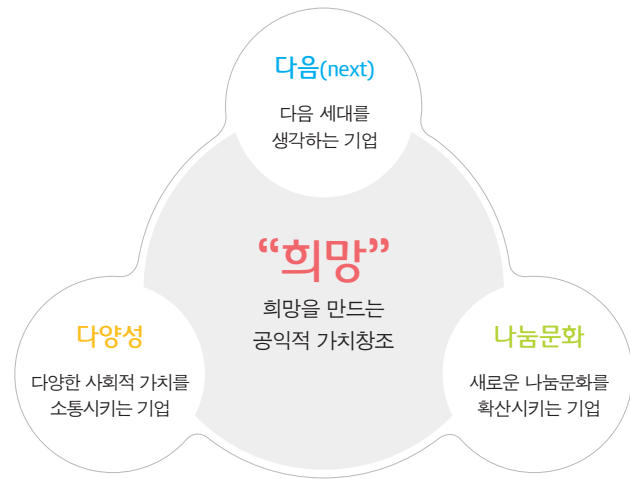 다음(next)
다음 세대를
생각하는 기업
“희망”
희망을 만드는
공익적 가치창조
다양성
다양한 사회적 가치를
소통시키는 기업
나눔문화
새로운 나눔문화를
확산시키는 기업